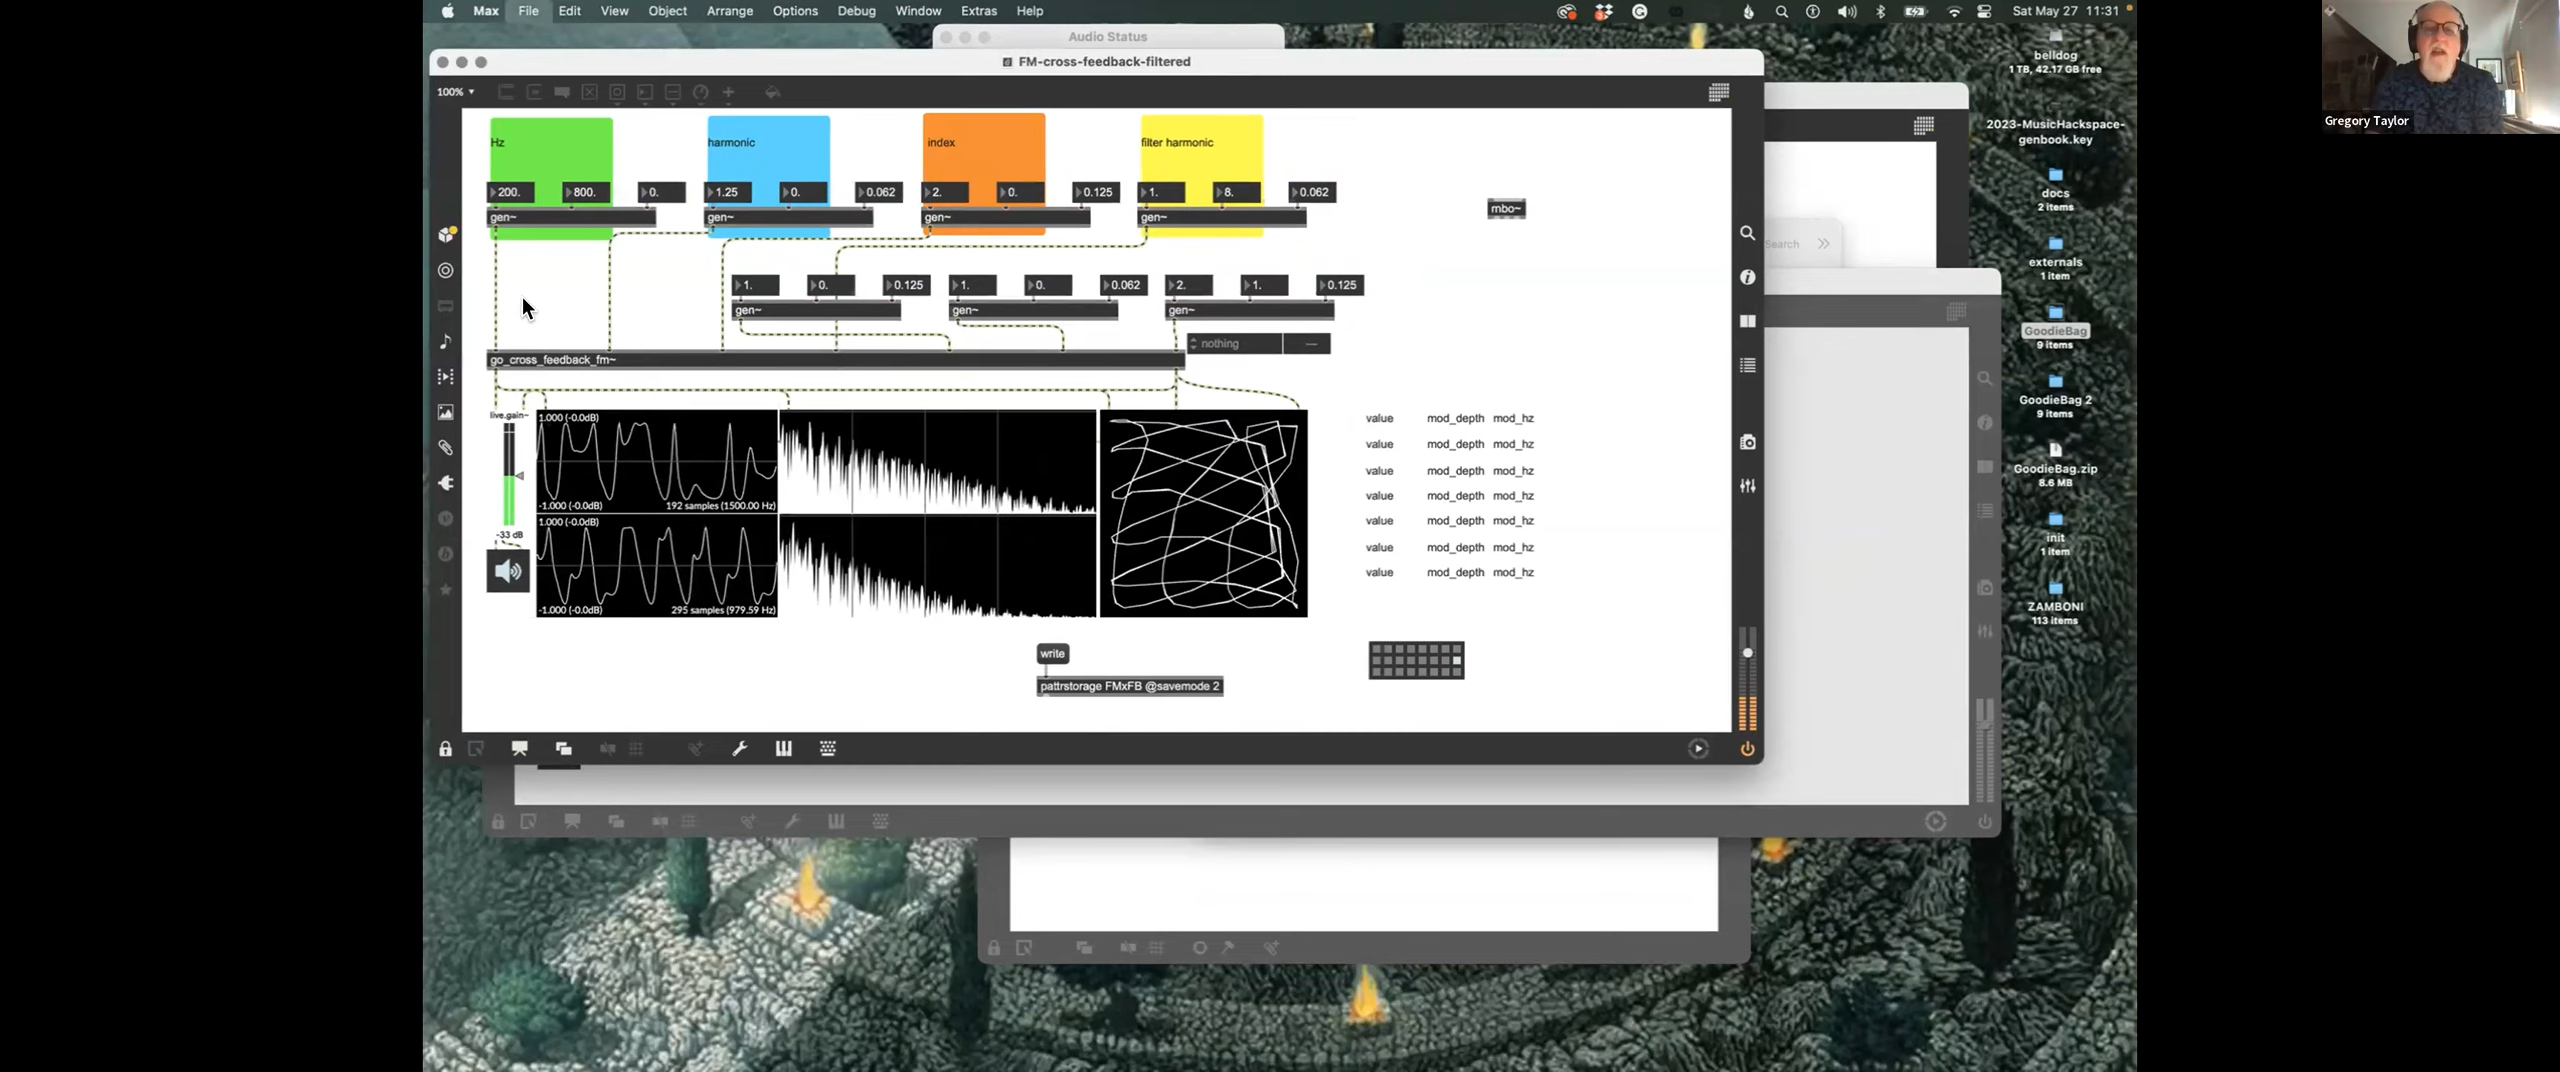 Max File Edit View Object Arrange Options Debug Window Extras Help Sat May 27 11:31
Audio Status
FM-cross-feedback-filtered
100%
Hz harmonic index filter harmonic
200. 800. 0. 1.25 0. 0.062 2. 0. 0.125 1. 8. 0.062
gen~ gen~ gen~ gen~
mbo~
1. 0. 0.125 1. 0. 0.062 2. 1. 0.125
gen~ gen~ gen~
nothing —
go_cross_feedback_fm~
live.gain~
1.000 (-0.0dB)
-1.000 (-0.0dB) 192 samples (1500.00 Hz)
1.000 (-0.0dB)
-1.000 (-0.0dB) 295 samples (979.59 Hz)
-33 dB
value mod_depth mod_hz
value mod_depth mod_hz
value mod_depth mod_hz
value mod_depth mod_hz
value mod_depth mod_hz
value mod_depth mod_hz
value mod_depth mod_hz
write
pattrstorage FMxFB @savemode 2
Search
belldog
1 TB, 42.17 GB free
2023-MusicHackspace-
genbook.key
docs
2 items
externals
1 item
GoodieBag
9 items
GoodieBag 2
9 items
GoodieBag.zip
8.6 MB
init
1 item
ZAMBONI
113 items
Gregory Taylor